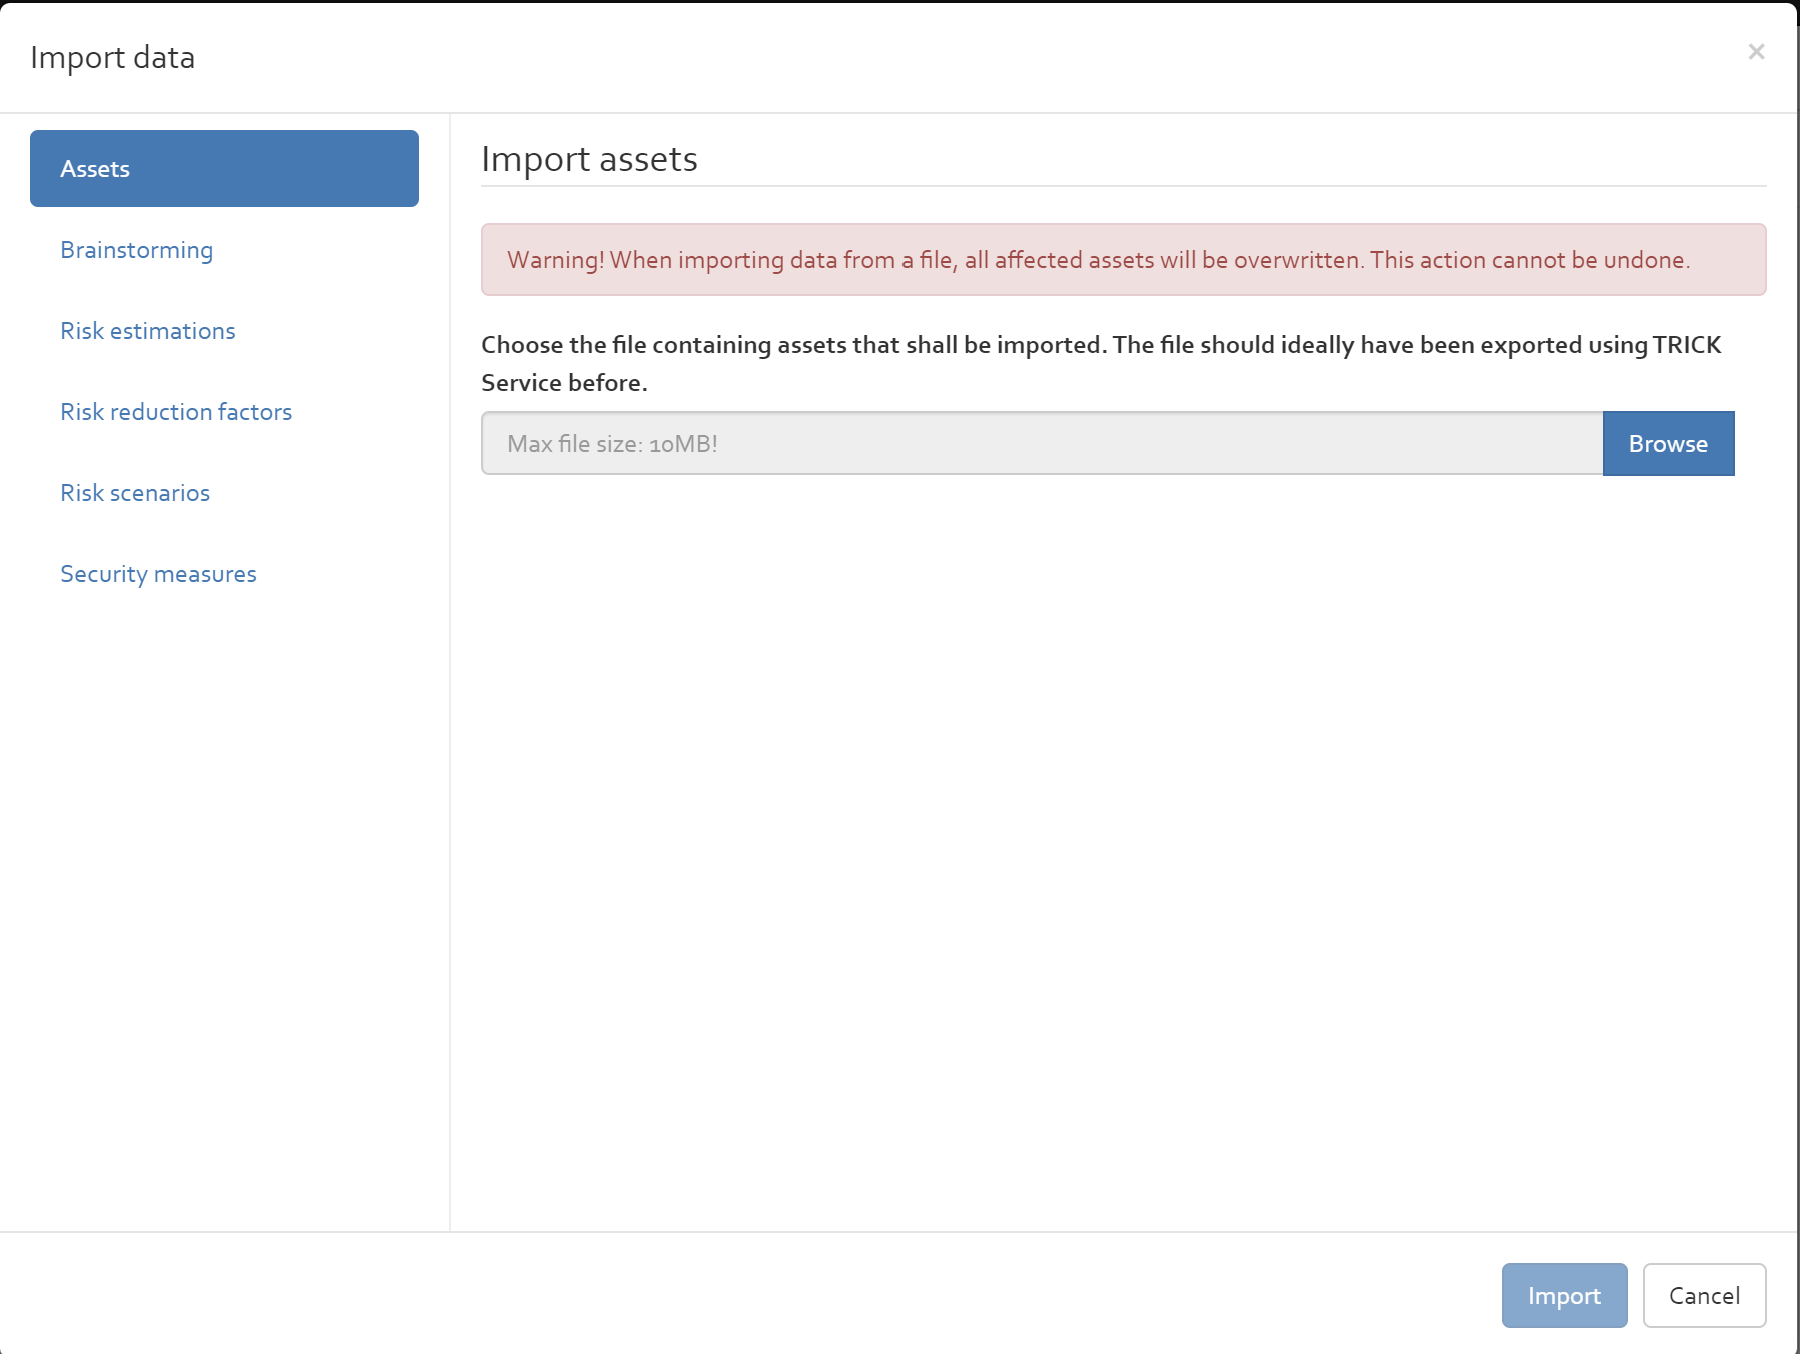 Import data
×
Assets
Brainstorming
Risk estimations
Risk reduction factors
Risk scenarios
Security measures
Import assets
Warning! When importing data from a file, all affected assets will be overwritten. This action cannot be undone.
Choose the file containing assets that shall be imported. The file should ideally have been exported using TRICK
Service before.
Max file size: 10MB!
Browse
Import
Cancel